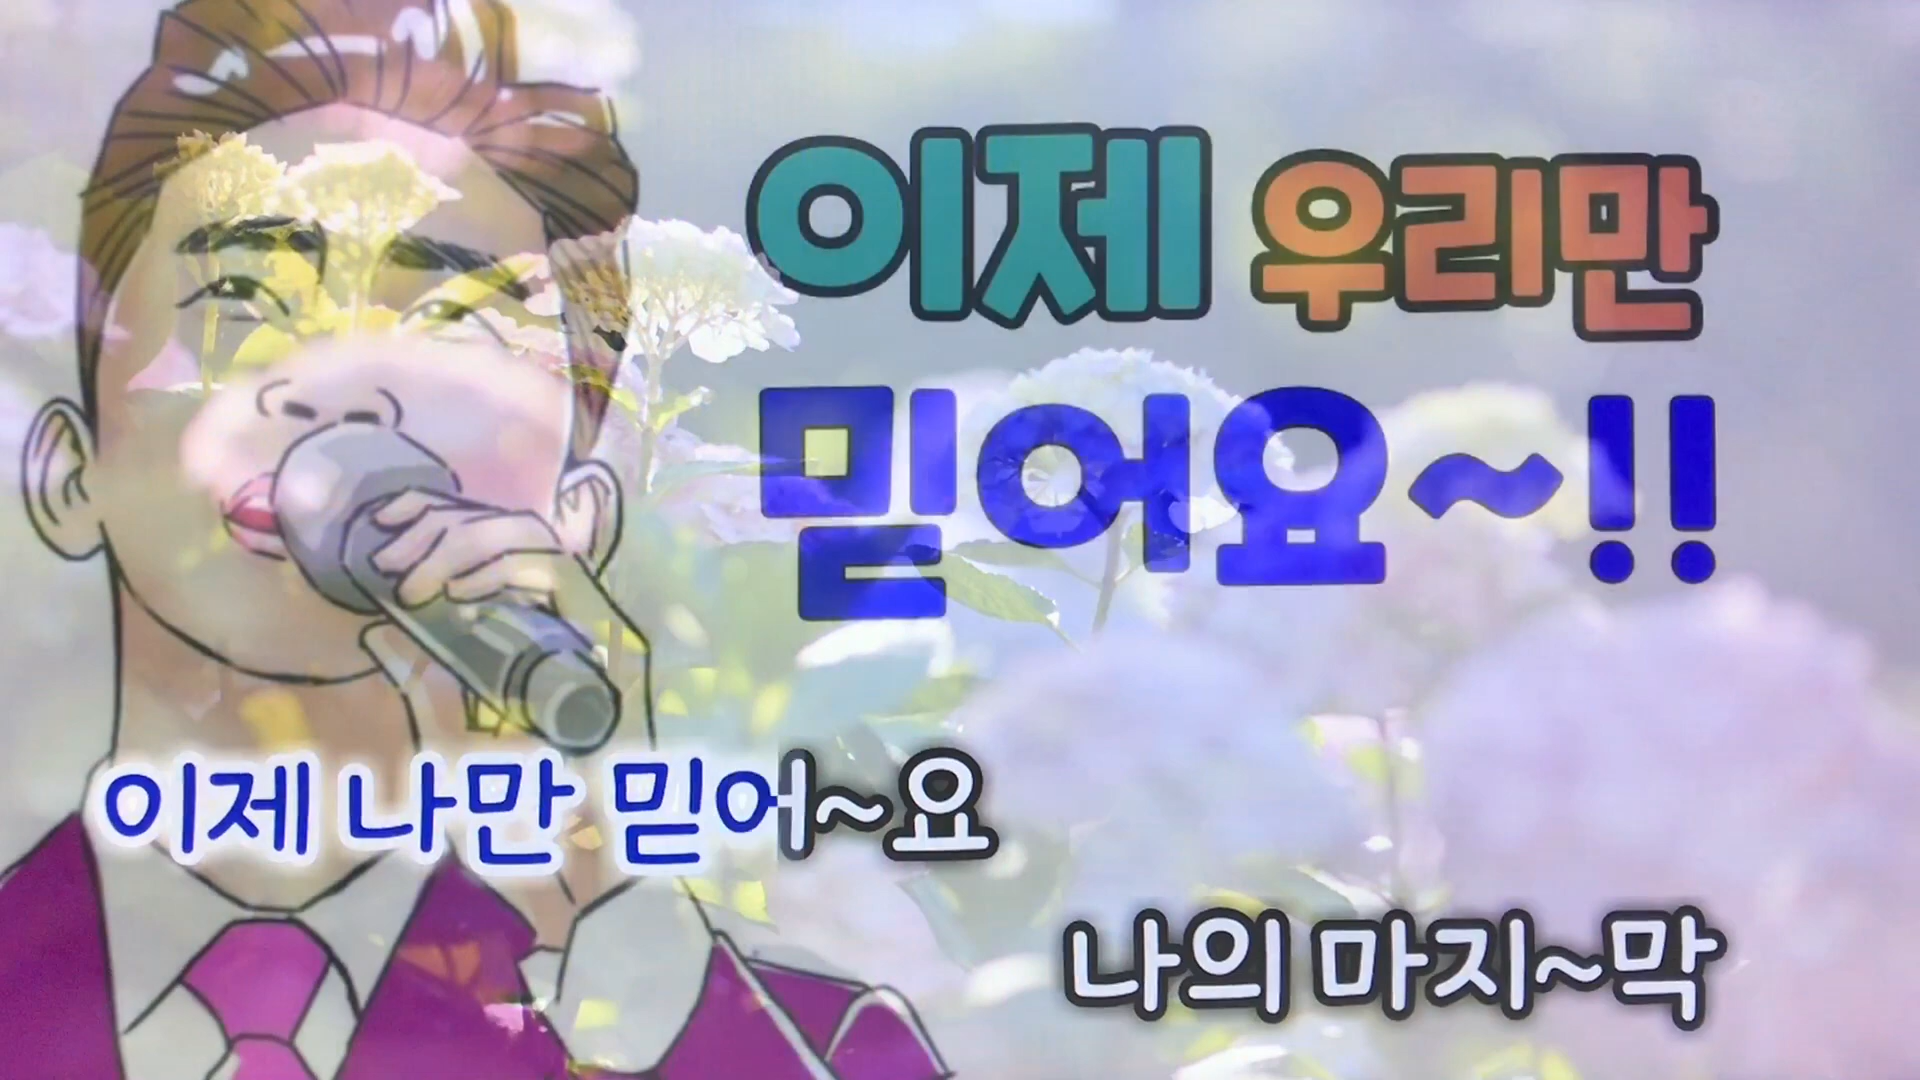 이제 우리만
믿어요~!!
이제 나만 믿어~요
나의 마지~막